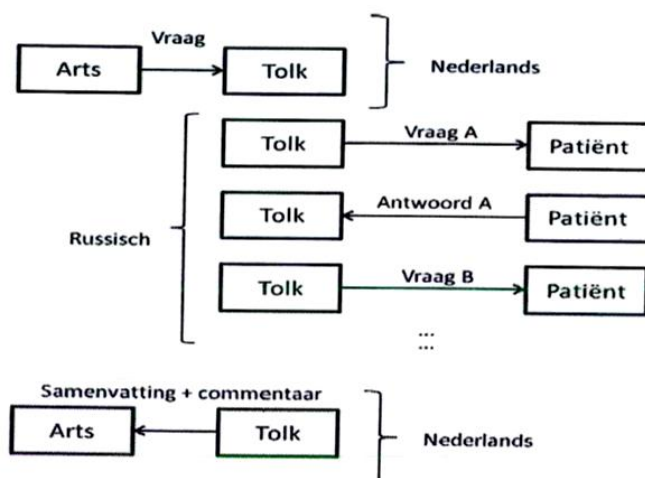 Vraag
Arts
Tolk
Nederlands
Tolk
Vraag A
Patiënt
Tolk
Antwoord A
Patiënt
Russisch
Tolk
Vraag B
Patiënt
...
...
Samenvatting + commentaar
Arts
Tolk
Nederlands